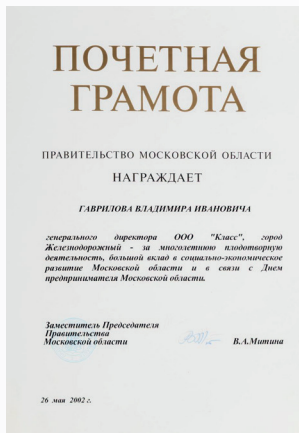 ПОЧЕТНАЯ
ГРАМОТА
ПРАВИТЕЛЬСТВО МОСКОВСКОЙ ОБЛАСТИ
НАГРАЖДАЕТ
ГАВРИЛОВА ВЛАДИМИРА ИВАНОВИЧА
генерального директора ООО "Класс", город
Железнодорожный - за многолетнюю плодотворную
деятельность, большой вклад в социально-экономическое
развитие Московской области и в связи с Днем
предпринимателя Московской области.
Заместитель Председателя
Правительства
Московской области В.А.Митина
26 мая 2002 г.